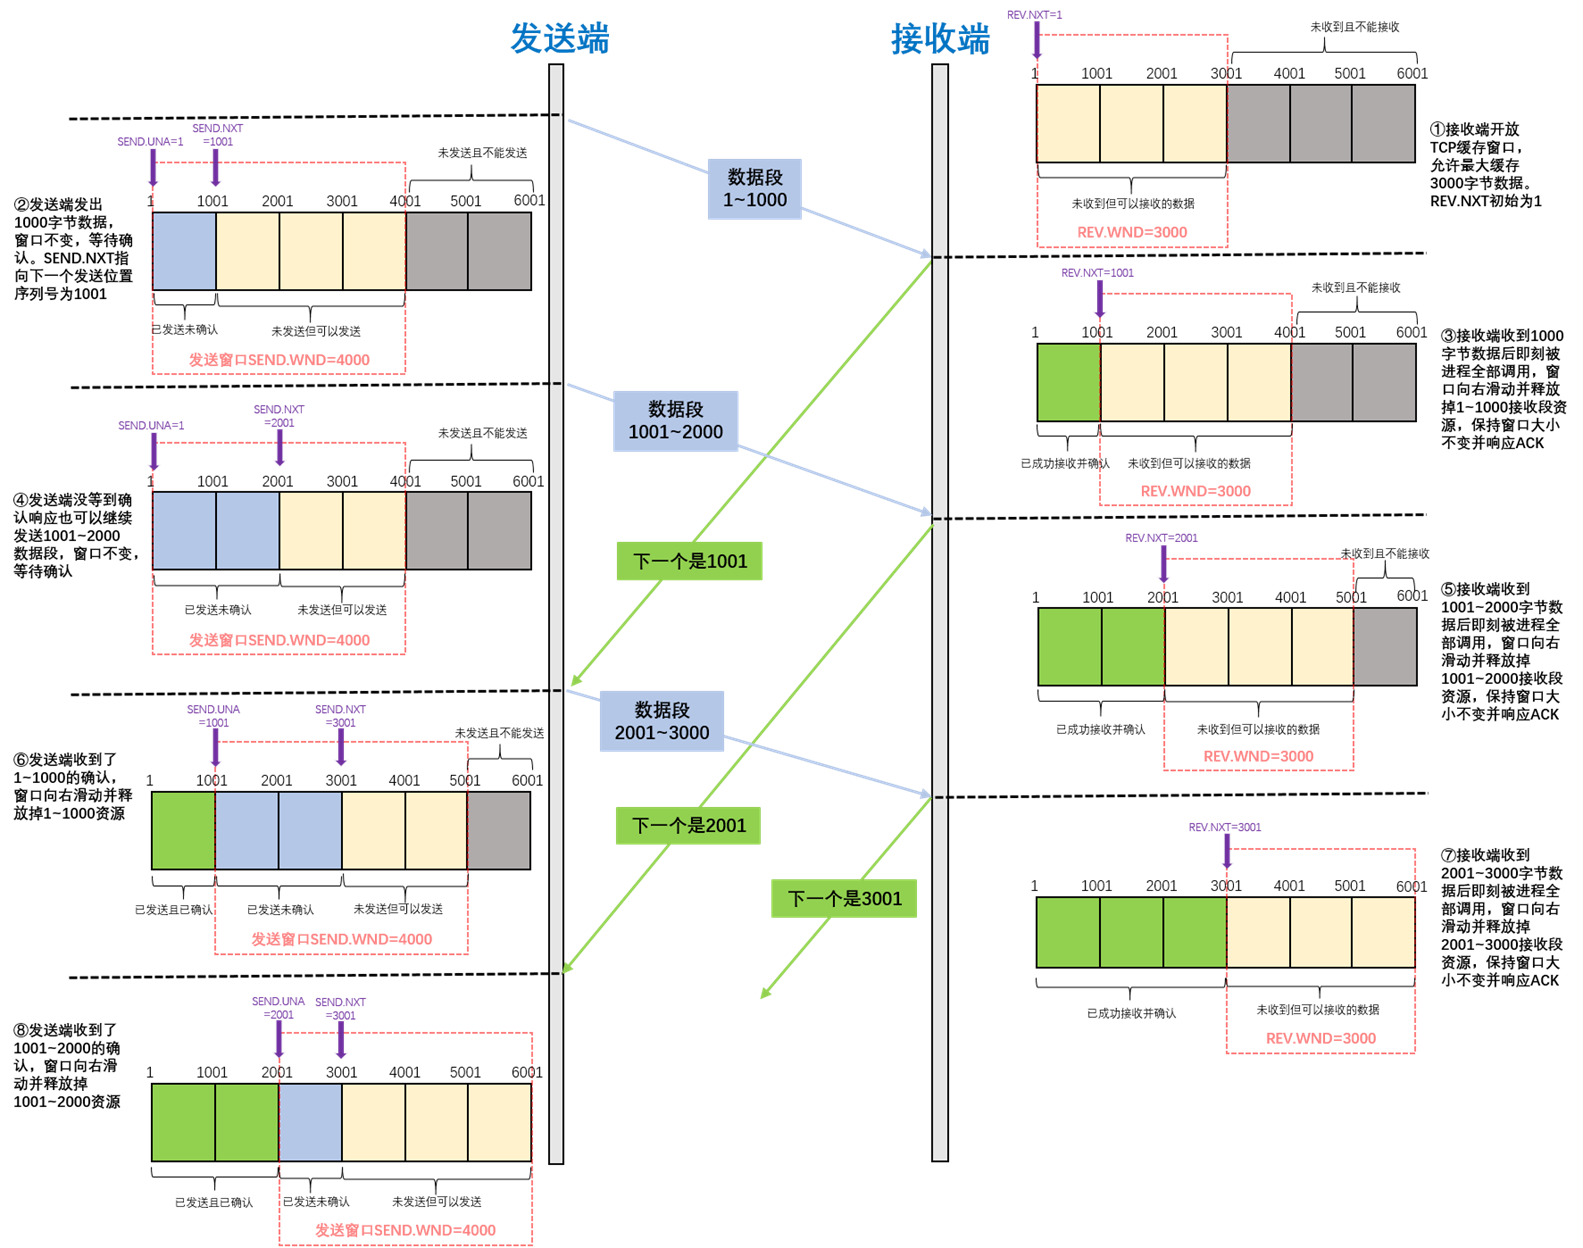 发送端
接收端
REV.NXT=1
未收到且不能接收
1 1001 2001 3001 4001 5001 6001
①接收端开放
TCP缓存窗口，
允许最大缓存
3000字节数据。
REV.NXT初始为1
未收到但可以接收的数据
REV.WND=3000
SEND.UNA=1
SEND.NXT
=1001
未发送且不能发送
1 1001 2001 3001 4001 5001 6001
②发送端发出
1000字节数据，
窗口不变，等待确
认。SEND.NXT指
向下一个发送位置
序列号为1001
已发送未确认
未发送但可以发送
发送窗口SEND.WND=4000
数据段
1~1000
REV.NXT=1001
未收到且不能接收
1 1001 2001 3001 4001 5001 6001
③接收端收到1000
字节数据后即刻被
进程全部调用，窗
口向右滑动并释放
掉1~1000接收段资
源，保持窗口大小
不变并响应ACK
已成功接收并确认
未收到但可以接收的数据
REV.WND=3000
SEND.UNA=1
SEND.NXT
=2001
未发送且不能发送
1 1001 2001 3001 4001 5001 6001
④发送端没等到确
认响应也可以继续
发送1001~2000
数据段，窗口不变，
等待确认
已发送未确认
未发送但可以发送
发送窗口SEND.WND=4000
数据段
1001~2000
下一个是1001
REV.NXT=2001
未收到且不能接收
1 1001 2001 3001 4001 5001 6001
⑤接收端收到
1001~2000字节数
据后即刻被进程全
部调用，窗口向右
滑动并释放掉
1001~2000接收段
资源，保持窗口大
小不变并响应ACK
已成功接收并确认
未收到但可以接收的数据
REV.WND=3000
SEND.UNA
=1001
SEND.NXT
=3001
未发送且不能发送
1 1001 2001 3001 4001 5001 6001
⑥发送端收到了
1~1000的确认，
窗口向右滑动并释
放掉1~1000资源
已发送且已确认
已发送未确认
未发送但可以发送
发送窗口SEND.WND=4000
数据段
2001~3000
下一个是2001
下一个是3001
REV.NXT=3001
1 1001 2001 3001 4001 5001 6001
⑦接收端收到
2001~3000字节数
据后即刻被进程全
部调用，窗口向右
滑动并释放掉
2001~3000接收段
资源，保持窗口大
小不变并响应ACK
已成功接收并确认
未收到但可以接收的数据
REV.WND=3000
SEND.UNA
=2001
SEND.NXT
=3001
1 1001 2001 3001 4001 5001 6001
⑧发送端收到了
1001~2000的确
认，窗口向右滑
动并释放掉
1001~2000资源
已发送且已确认
已发送未确认
未发送但可以发送
发送窗口SEND.WND=4000